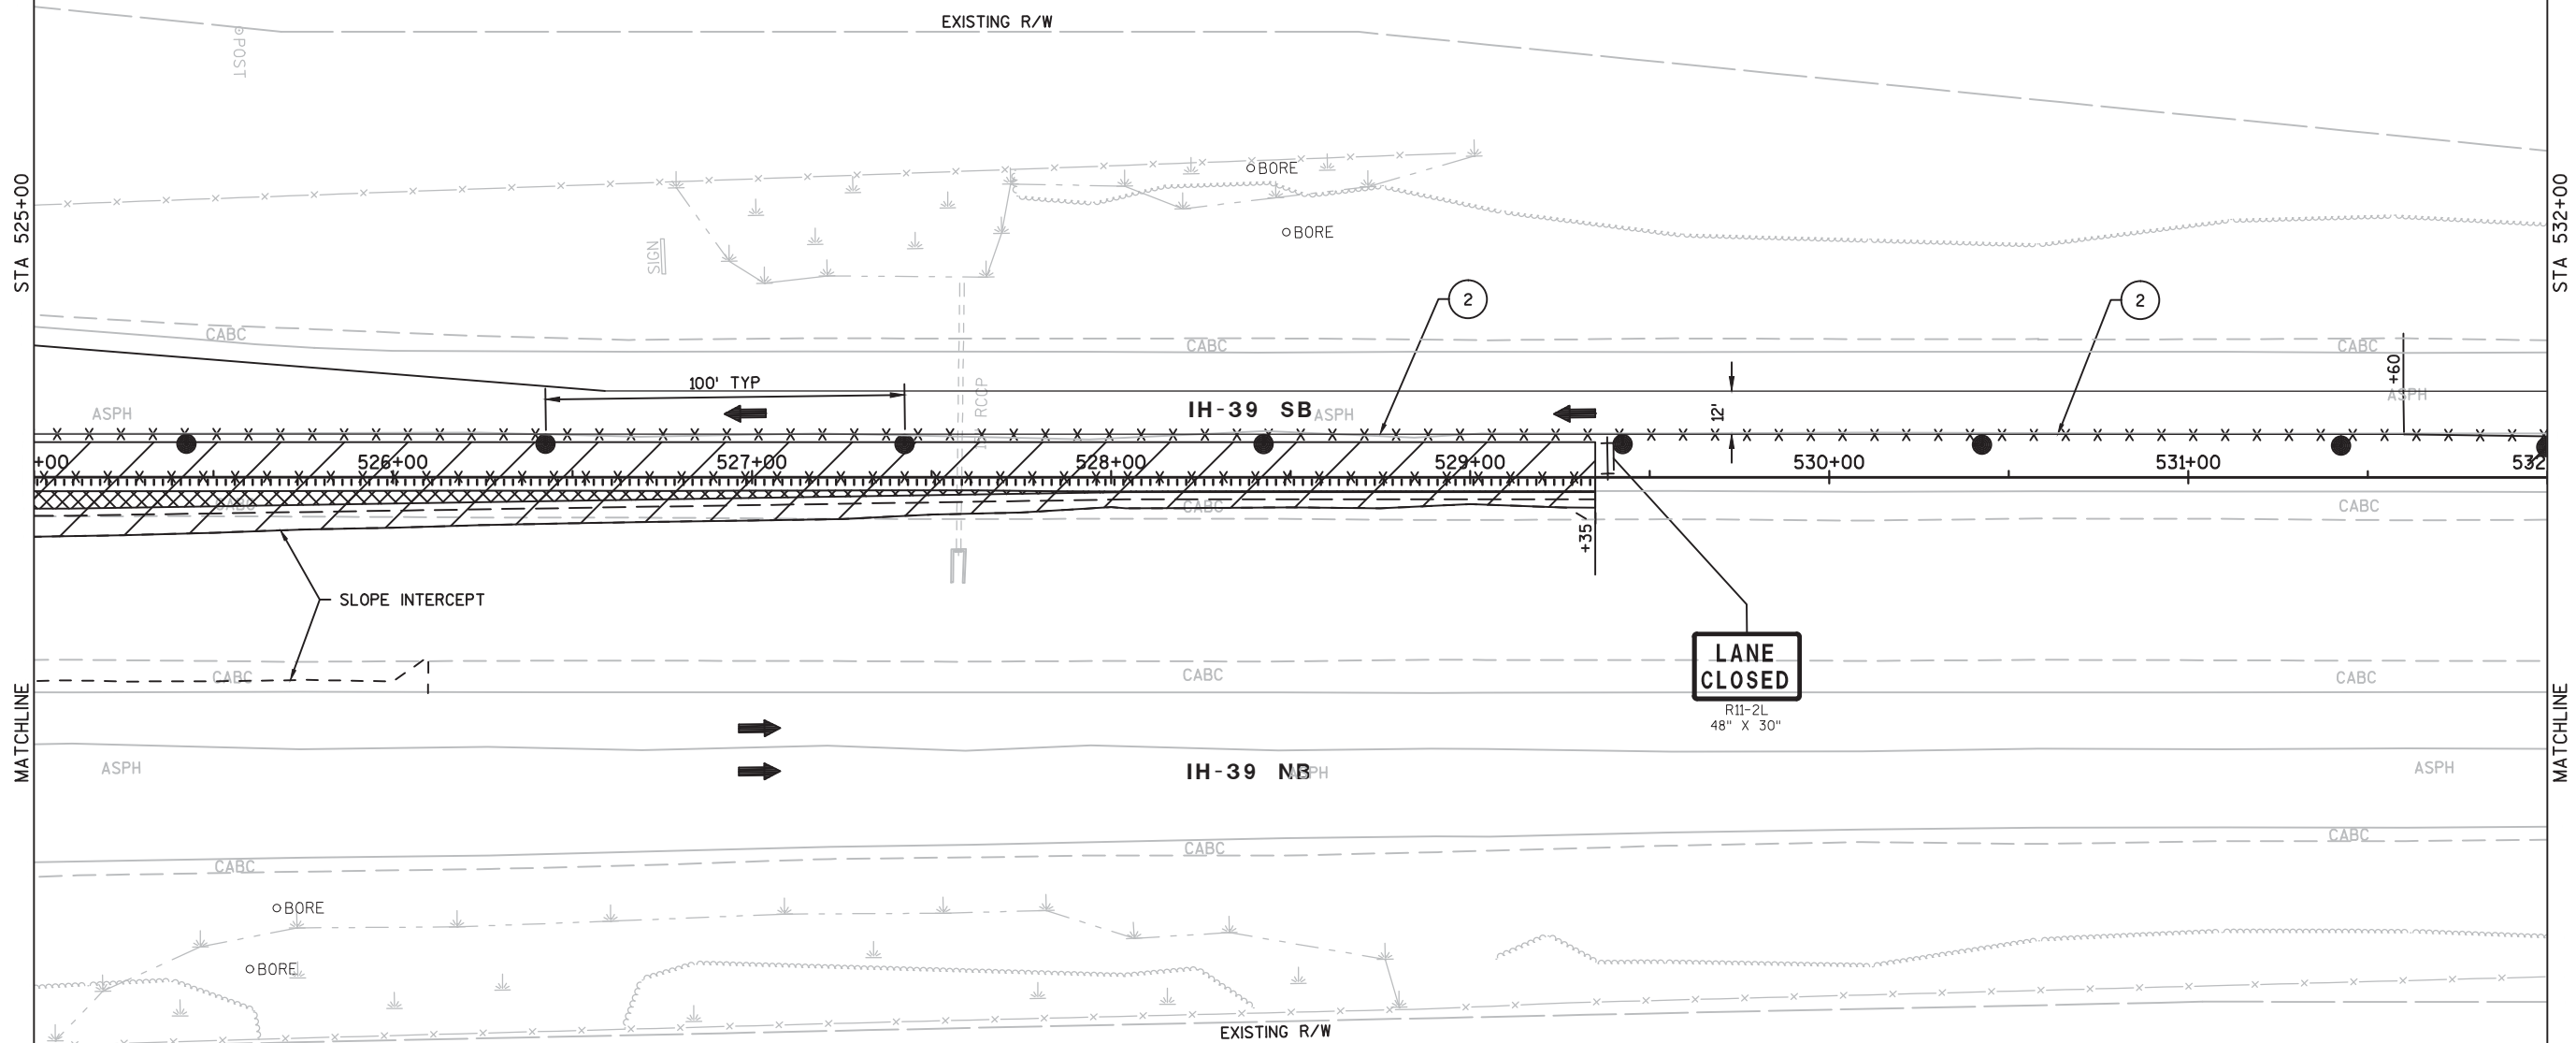 EXISTING R/W
POST
STA 525+00
STA 532+00
BORE
BORE
SIGN
2
2
CABC
CABC
CABC
+60
100' TYP
RCCP
ASPH
IH-39 SB
ASPH
12'
ASPH
+00
526+00
527+00
528+00
529+00
530+00
531+00
532
CABC
CABC
CABC
+35
SLOPE INTERCEPT
LANE
CLOSED
R11-2L
48" X 30"
CABC
CABC
CABC
MATCHLINE
MATCHLINE
ASPH
IH-39 NB
ASPH
ASPH
CABC
CABC
CABC
BORE
BORE
EXISTING R/W